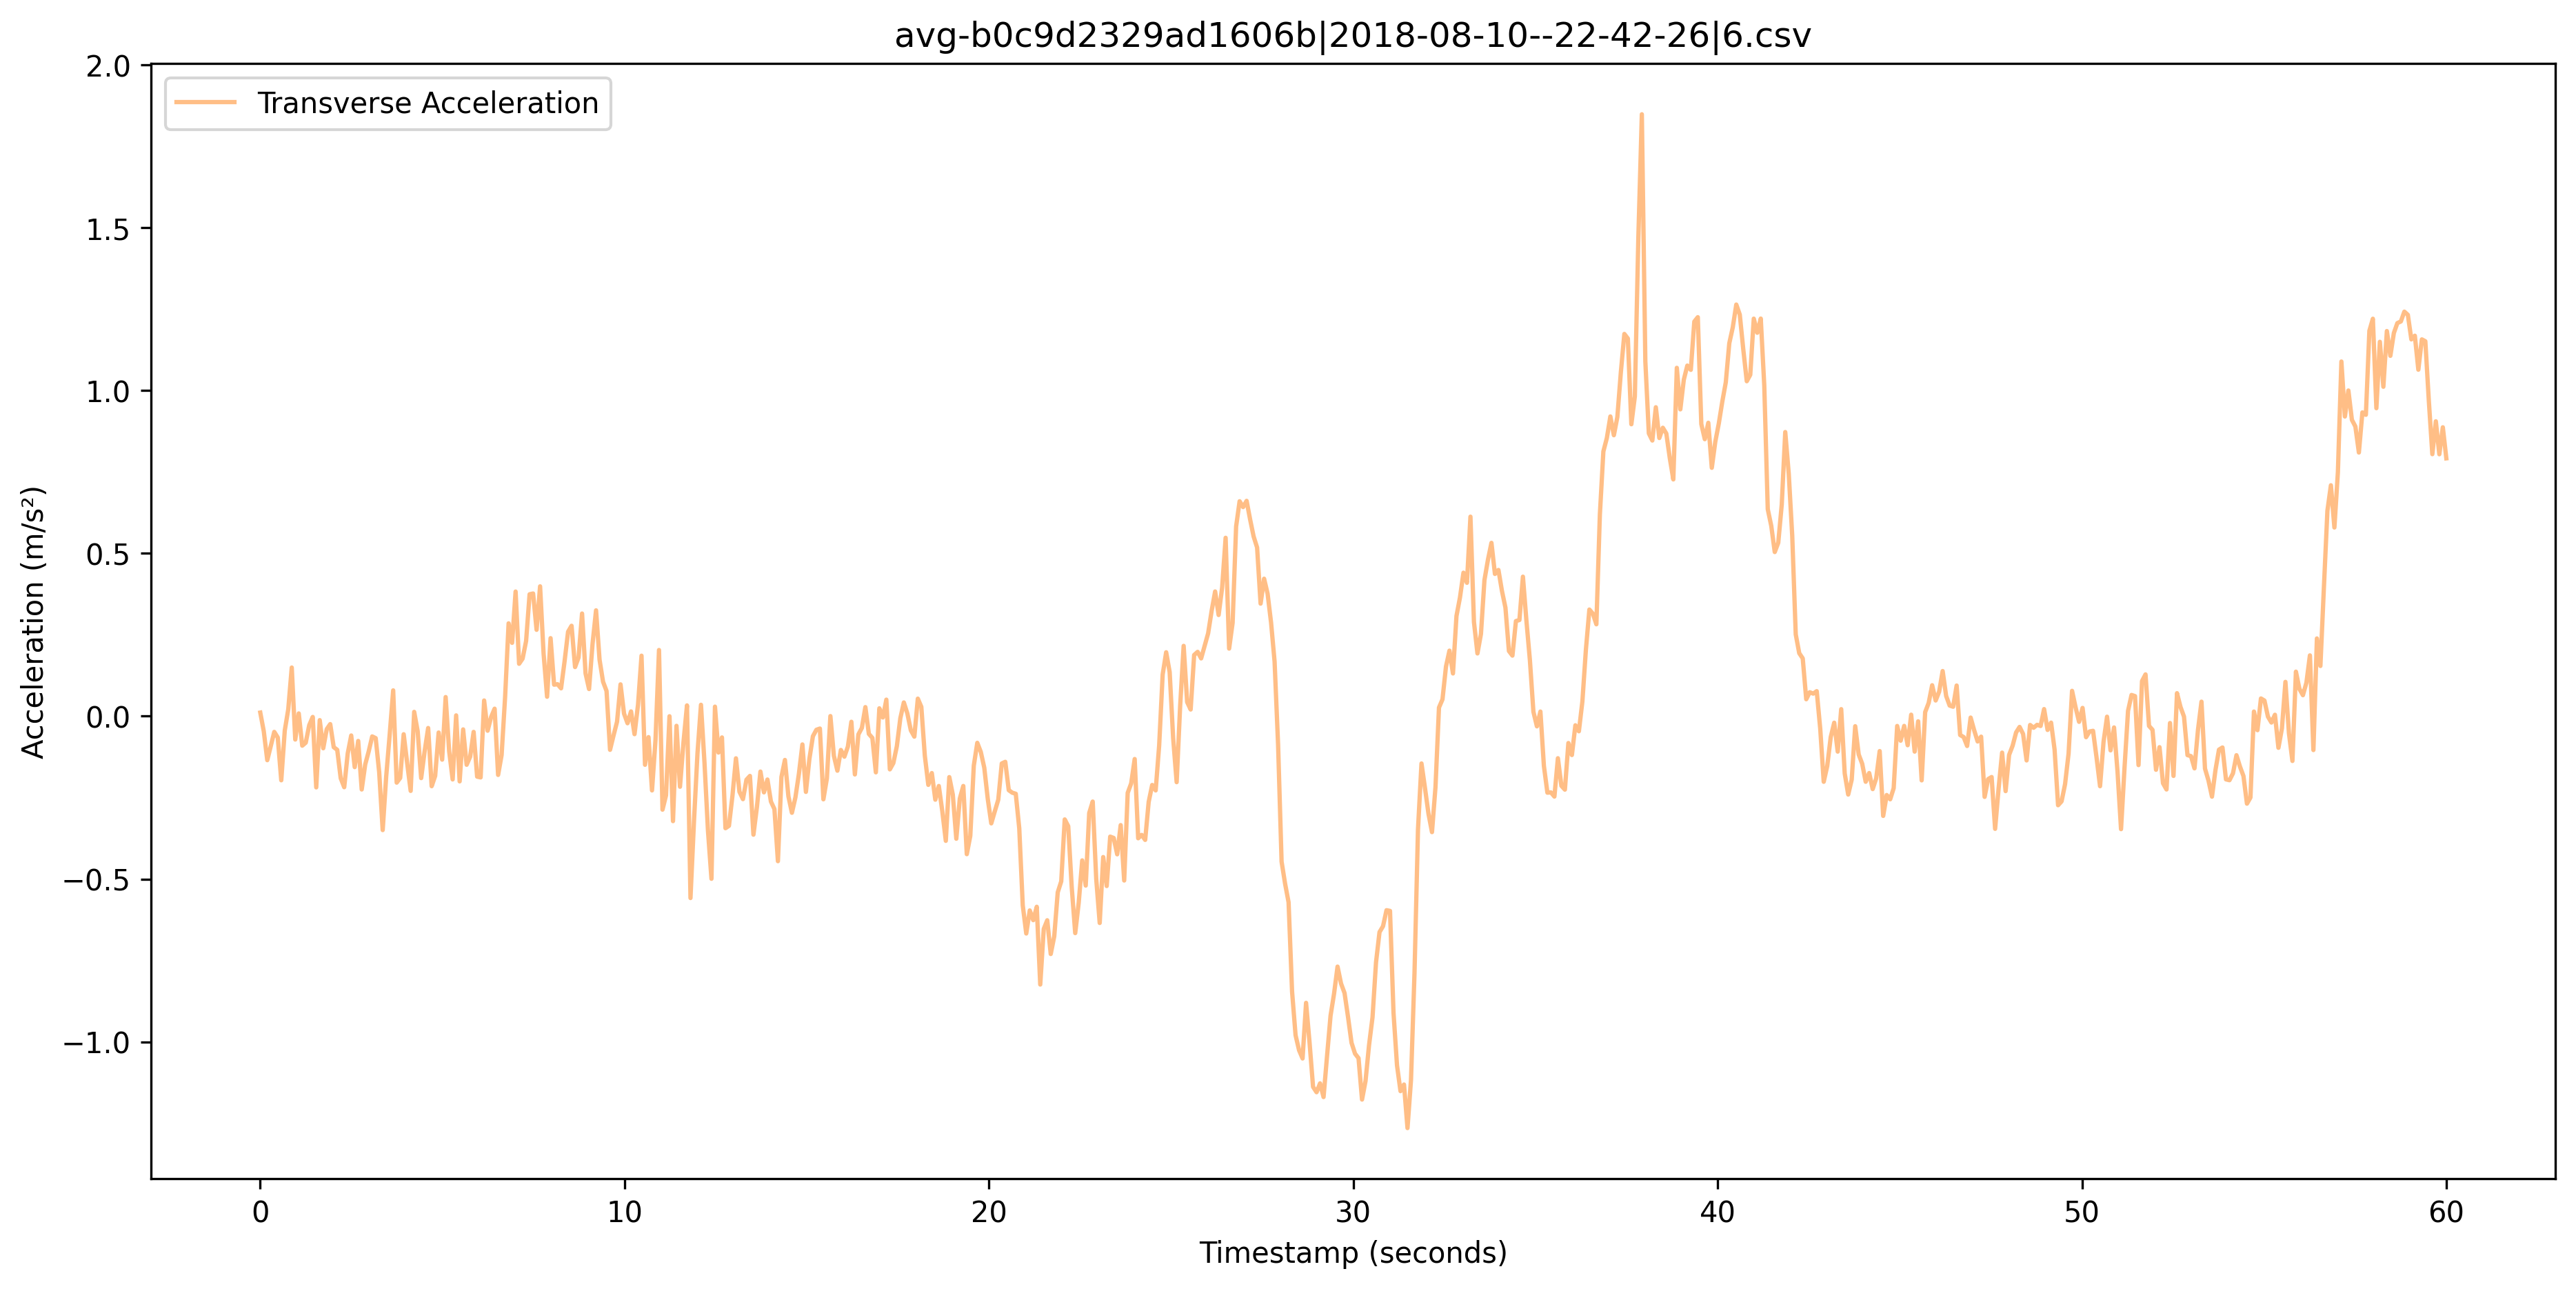 avg-b0c9d2329ad1606b|2018-08-10--22-42-26|6.csv
Transverse Acceleration
2.0
1.5
1.0
0.5
0.0
−0.5
−1.0
Acceleration (m/s²)
0 10 20 30 40 50 60
Timestamp (seconds)